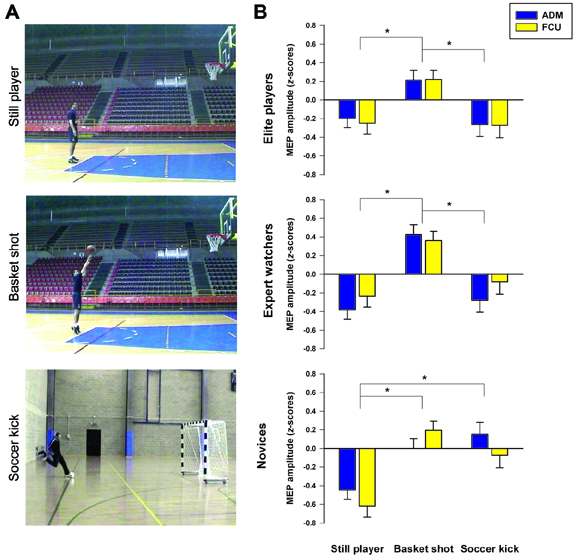 A
B
ADM
FCU
Still player
Basket shot
Soccer kick
Elite players
MEP amplitude (z-scores)
0.8
0.6
0.4
0.2
0.0
-0.2
-0.4
-0.6
-0.8
*
*
Expert watchers
MEP amplitude (z-scores)
0.8
0.6
0.4
0.2
0.0
-0.2
-0.4
-0.6
-0.8
*
*
Novices
MEP amplitude (z-scores)
0.8
0.6
0.4
0.2
0.0
-0.2
-0.4
-0.6
-0.8
*
*
Still player Basket shot Soccer kick